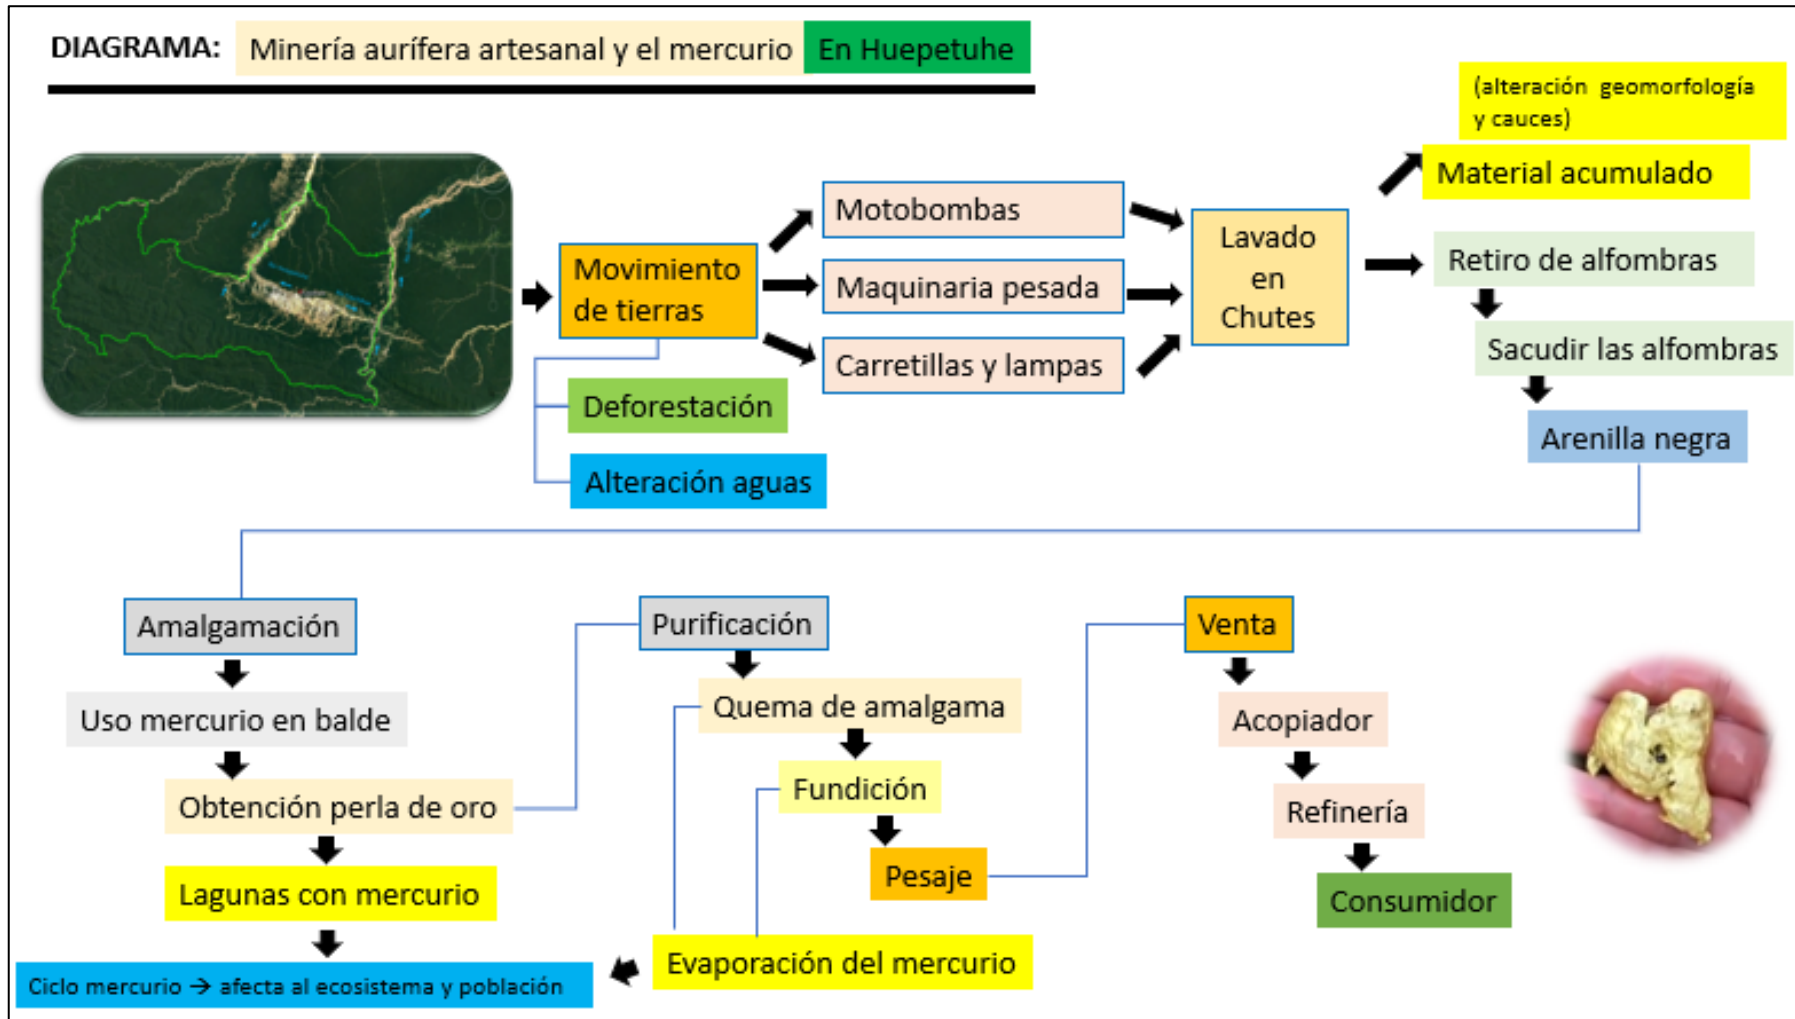 DIAGRAMA: Minería aurífera artesanal y el mercurio En Huepetuhe
(alteración geomorfología
y cauces)
Material acumulado
Motobombas
Lavado
en
Chutes
Movimiento
de tierras
Maquinaria pesada
Retiro de alfombras
Carretillas y lampas
Sacudir las alfombras
Deforestación
Arenilla negra
Alteración aguas
Amalgamación
Purificación
Venta
Uso mercurio en balde
Quema de amalgama
Acopiador
Obtención perla de oro
Fundición
Refinería
Lagunas con mercurio
Pesaje
Consumidor
Evaporación del mercurio
Ciclo mercurio → afecta al ecosistema y población